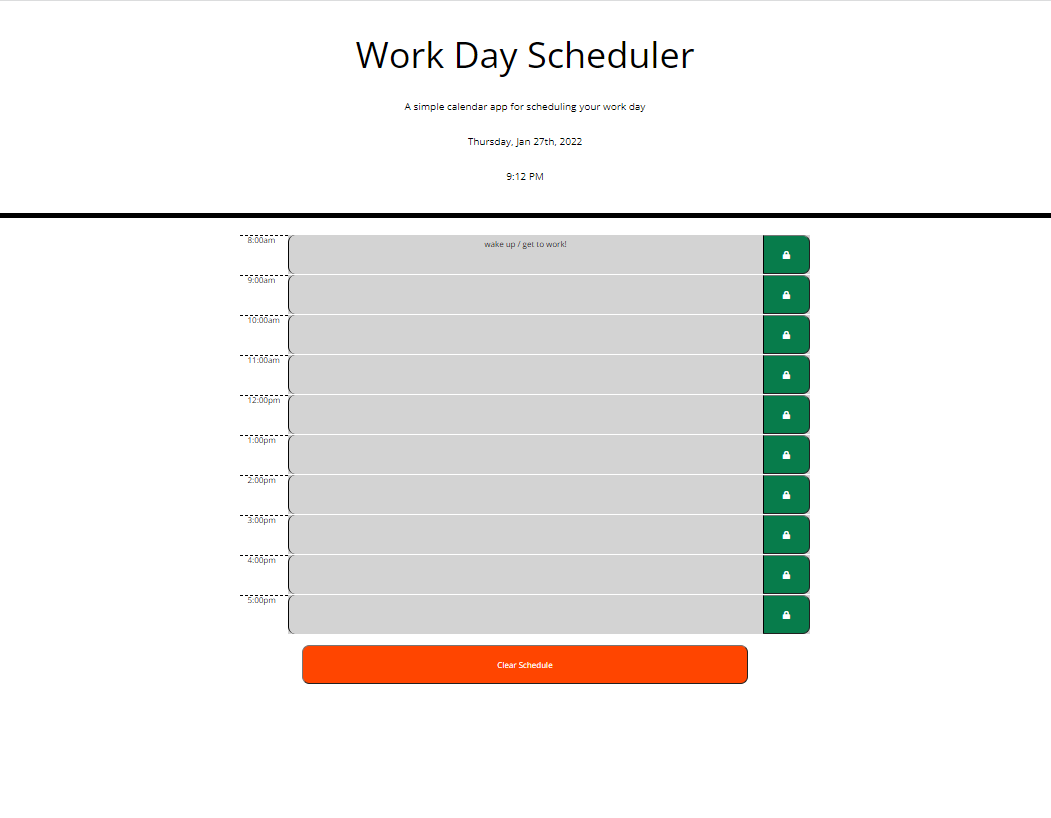 Work Day Scheduler
A simple calendar app for scheduling your work day
Thursday, Jan 27th, 2022
9:12 PM
8:00am
wake up / get to work!
9:00am
10:00am
11:00am
12:00pm
1:00pm
2:00pm
3:00pm
4:00pm
5:00pm
Clear Schedule